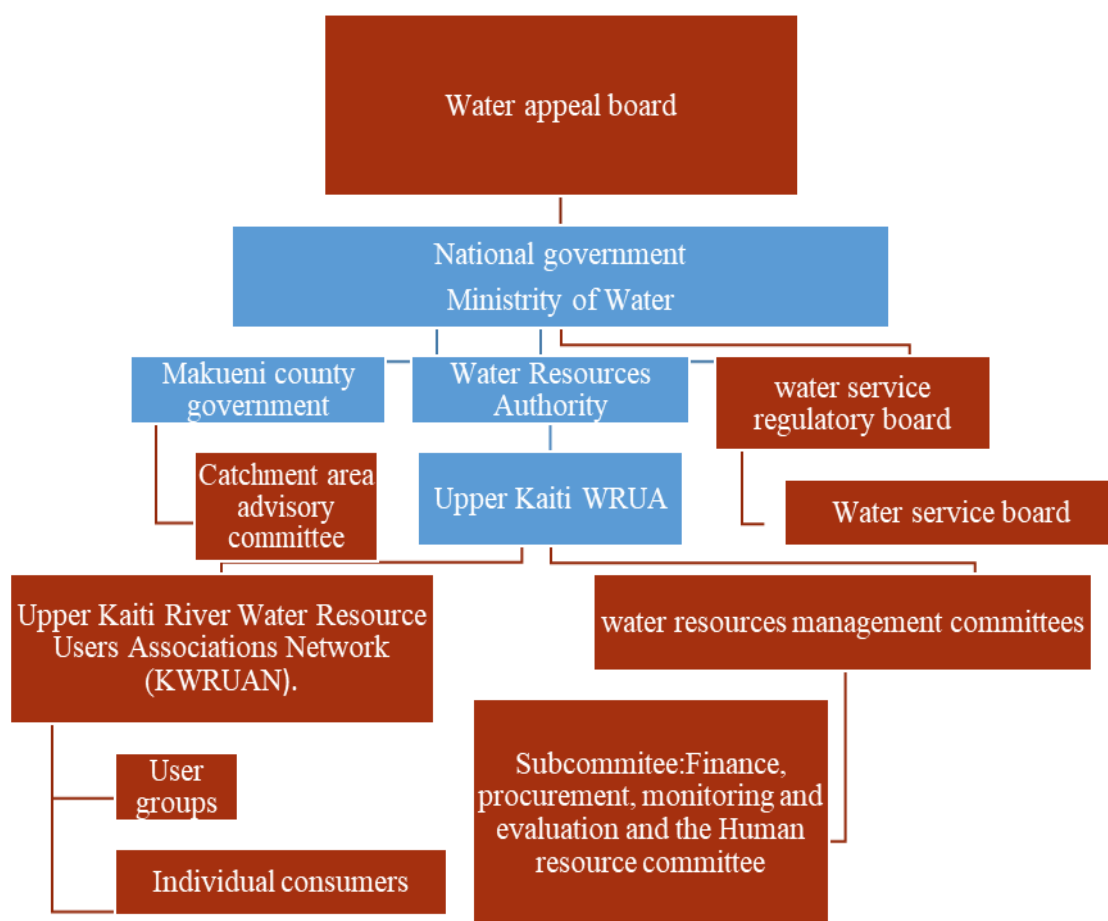 Water appeal board
National government
Ministrity of Water
Makueni county
government
Water Resources
Authority
water service
regulatory board
Catchment area
advisory
committee
Upper Kaiti WRUA
Water service board
Upper Kaiti River Water Resource
Users Associations Network
(KWRUAN).
water resources management committees
User
groups
Individual consumers
Subcommitee:Finance,
procurement, monitoring and
evaluation and the Human
resource committee